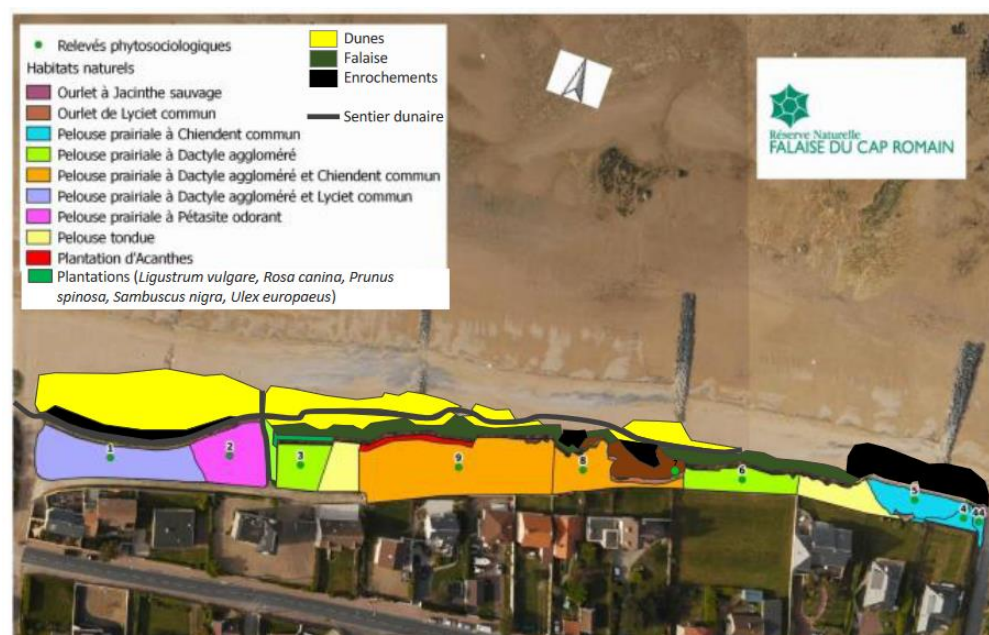 Relevés phytosociologiques
Habitats naturels
Ourlet à Jacinthe sauvage
Ourlet de Lyciet commun
Pelouse prairiale à Chiendent commun
Pelouse prairiale à Dactyle aggloméré
Pelouse prairiale à Dactyle aggloméré et Chiendent commun
Pelouse prairiale à Dactyle aggloméré et Lyciet commun
Pelouse prairiale à Pétasite odorant
Pelouse tondue
Plantation d'Acanthes
Plantations (Ligustrum vulgare, Rosa canina, Prunus
spinosa, Sambuscus nigra, Ulex europaeus)
Dunes
Falaise
Enrochements
Sentier dunaire
Réserve Naturelle
FALAISE DU CAP ROMAIN
1
2
3
9
8
7
6
5
4
44